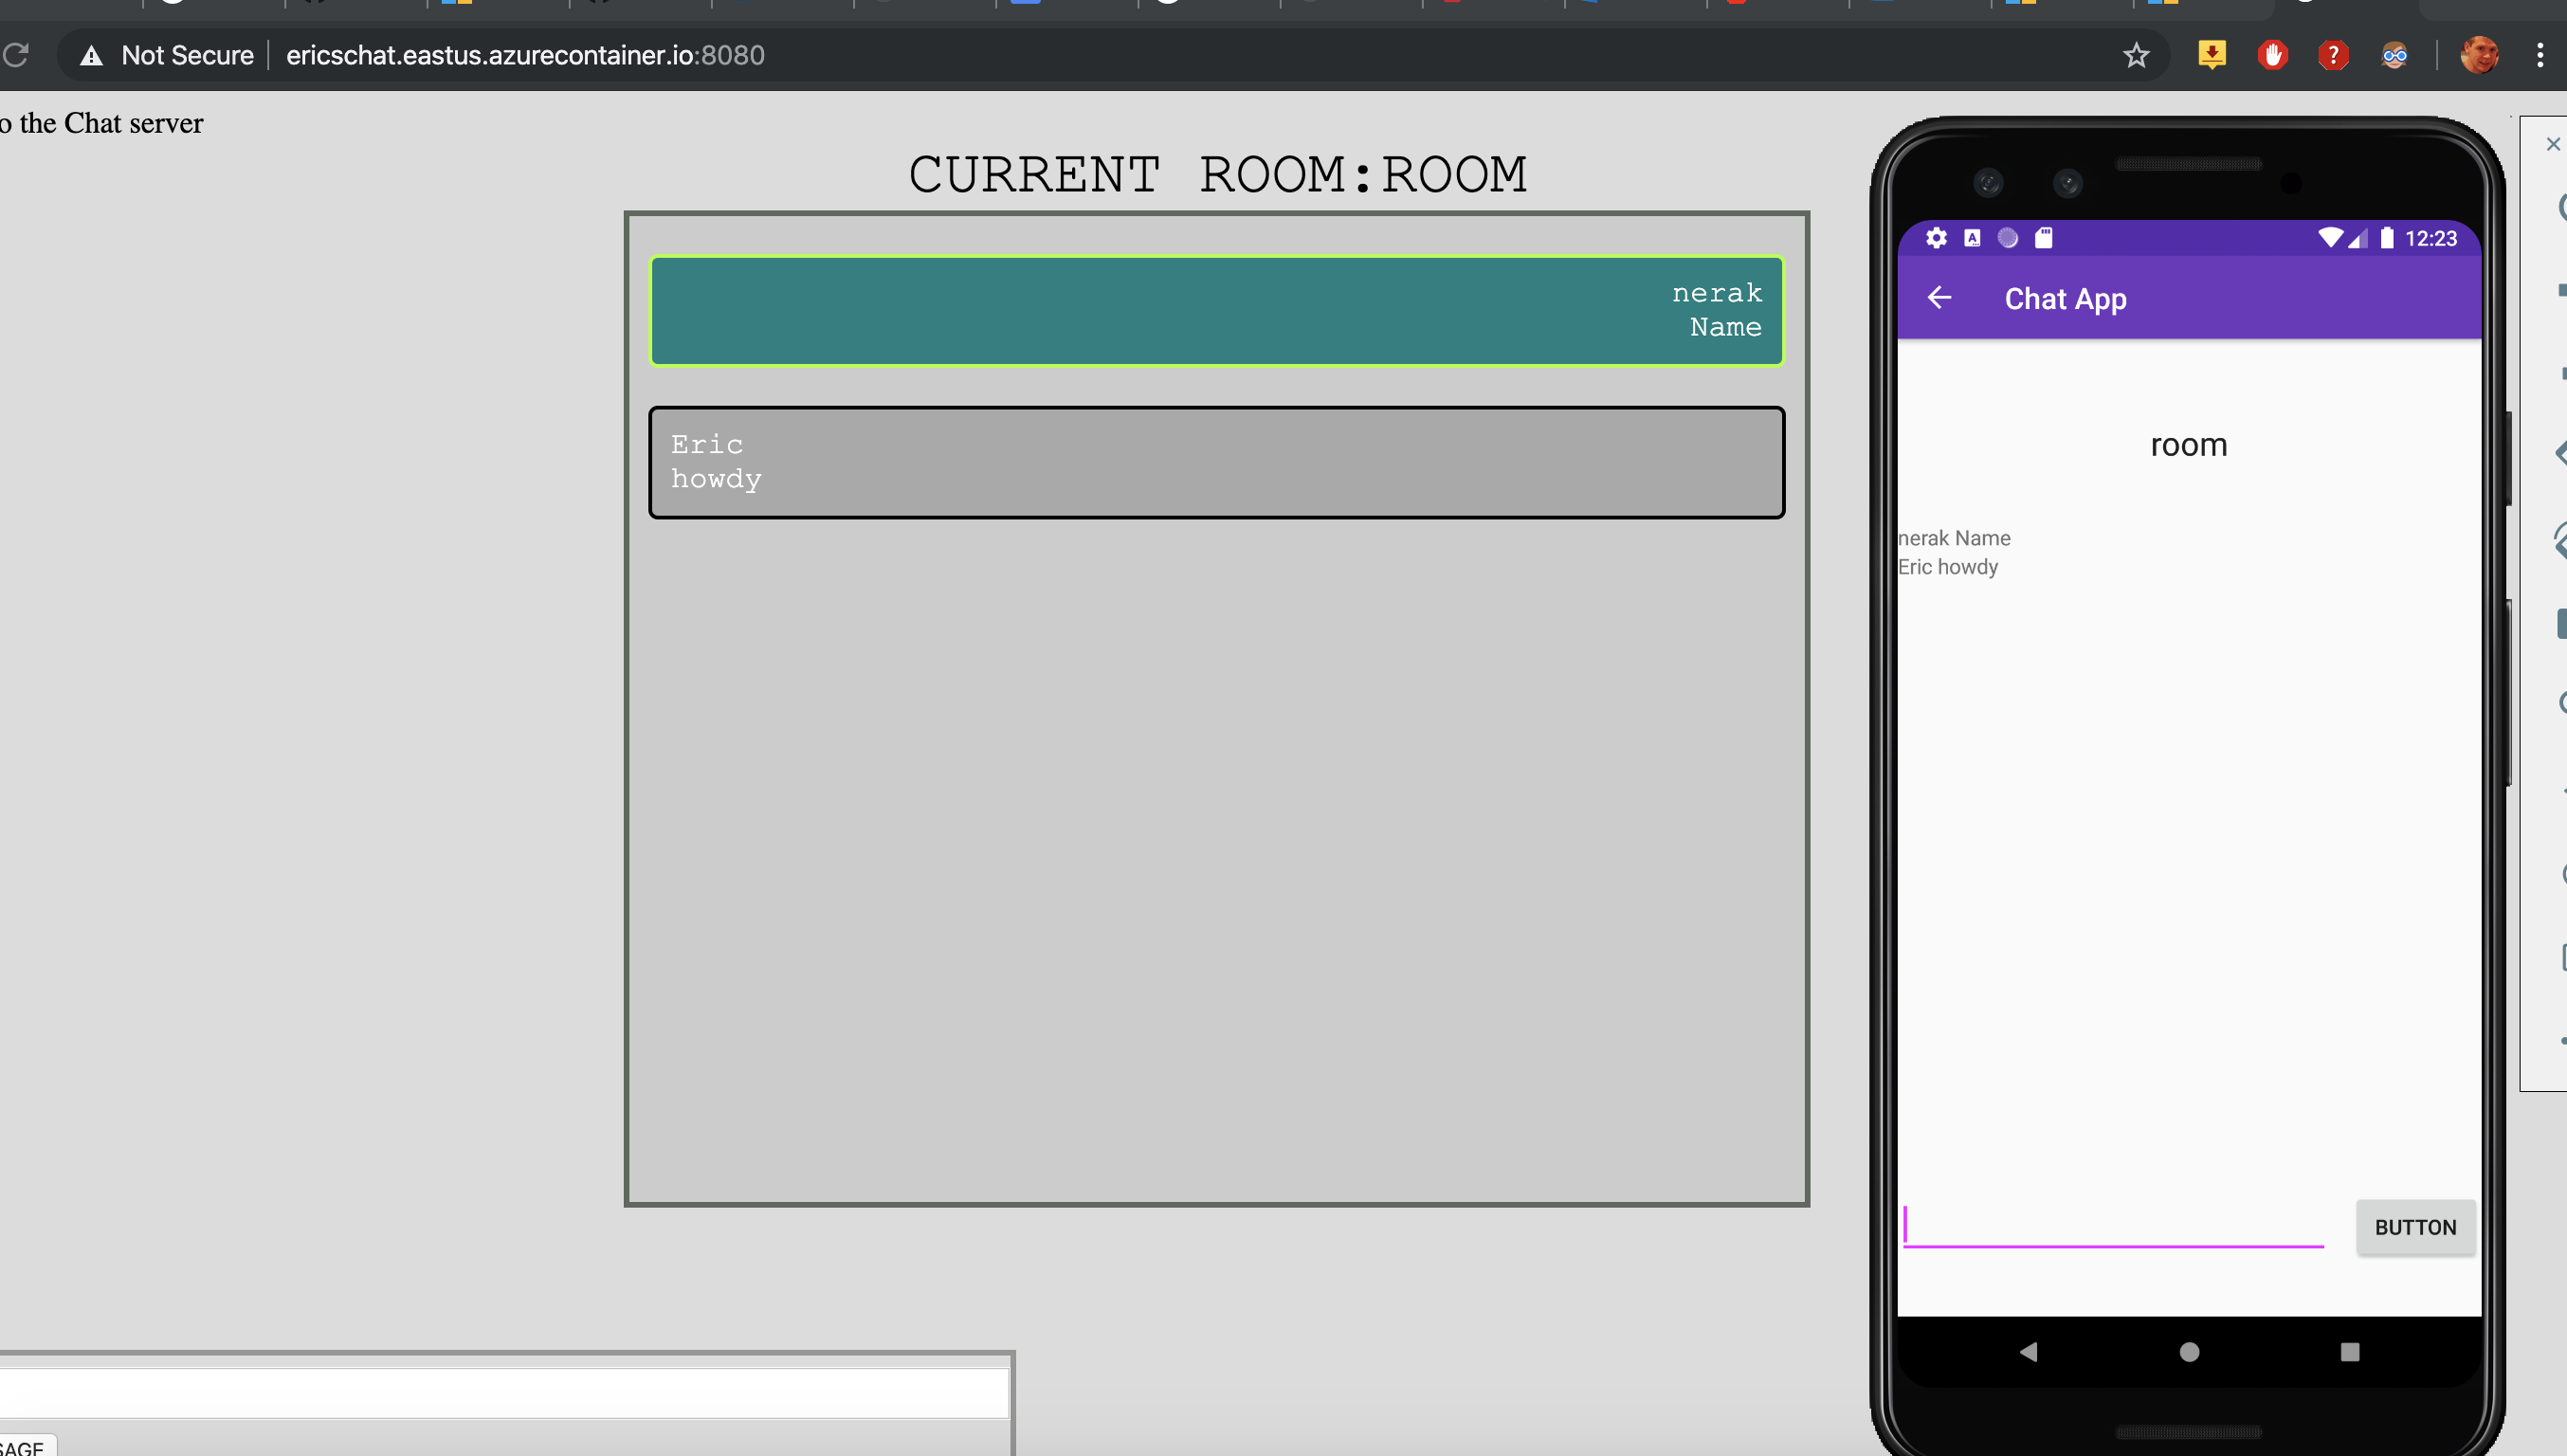 Not Secure
ericschat.eastus.azurecontainer.io:8080
o the Chat server
CURRENT ROOM:ROOM
nerak
Name
Eric
howdy
12:23
Chat App
room
nerak Name
Eric howdy
BUTTON
SAGE